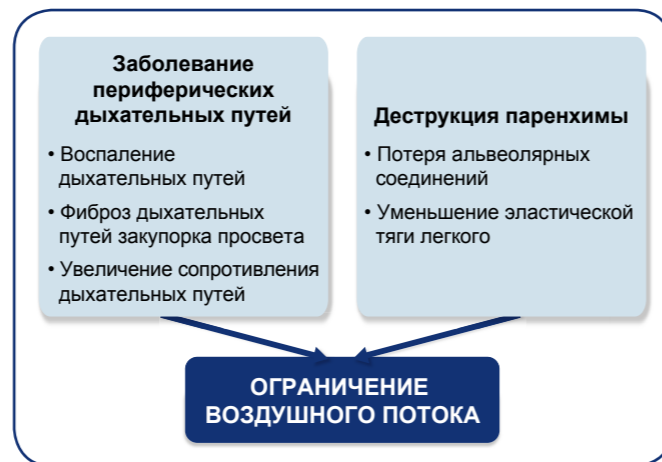 Заболевание
периферических
дыхательных путей
• Воспаление
дыхательных путей
• Фиброз дыхательных
путей закупорка просвета
• Увеличение сопротивления
дыхательных путей
Деструкция паренхимы
• Потеря альвеолярных
соединений
• Уменьшение эластической
тяги легкого
ОГРАНИЧЕНИЕ
ВОЗДУШНОГО ПОТОКА